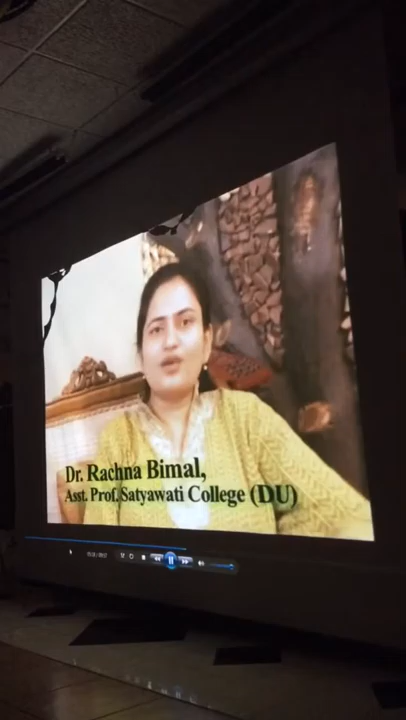 Dr. Rachna Bimal,
Asst. Prof. Satyawati College (DU)